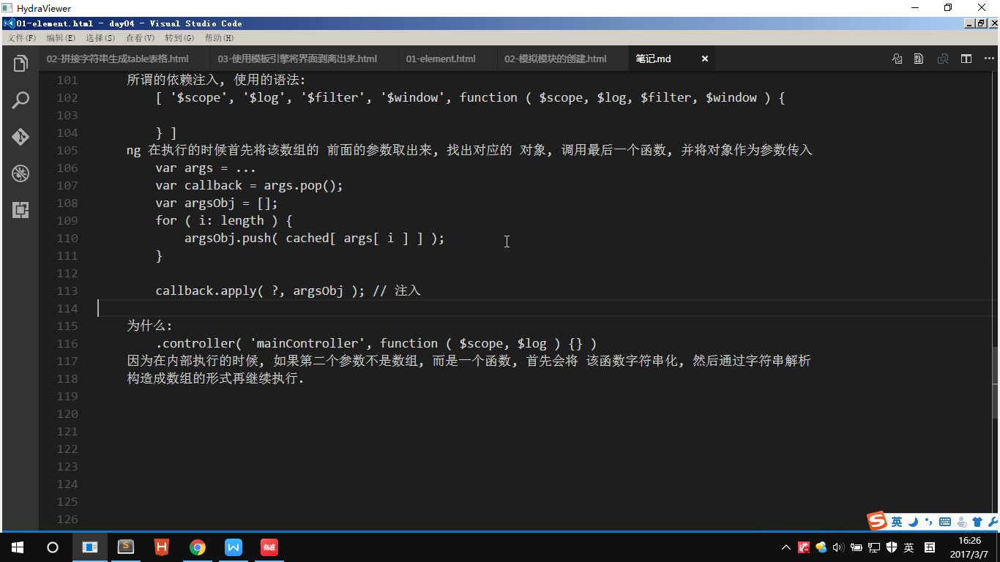 HydraViewer
01-element.html - day04 - Visual Studio Code
文件(F) 编辑(E) 选择(S) 查看(V) 转到(G) 帮助(H)
02-拼接字符串生成table表格.html 03-使用模板引擎将界面剥离出来.html 01-element.html 02-模拟模块的创建.html 笔记.md
101 所谓的依赖注入, 使用的语法:
102 [ '$scope', '$log', '$filter', '$window', function ( $scope, $log, $filter, $window ) {
103
104 } ]
105 ng 在执行的时候首先将该数组的 前面的参数取出来, 找出对应的 对象, 调用最后一个函数, 并将对象作为参数传入
106 var args = ...
107 var callback = args.pop();
108 var argsObj = [];
109 for ( i: length ) {
110 argsObj.push( cached[ args[ i ] ] );
111 }
112
113 callback.apply( ?, argsObj ); // 注入
114
115 为什么:
116 .controller( 'mainController', function ( $scope, $log ) {} )
117 因为在内部执行的时候, 如果第二个参数不是数组, 而是一个函数, 首先会将 该函数字符串化, 然后通过字符串解析
118 构造成数组的形式再继续执行.
119
120
121
122
123
124
125
126
英
英 五
16:26
2017/3/7